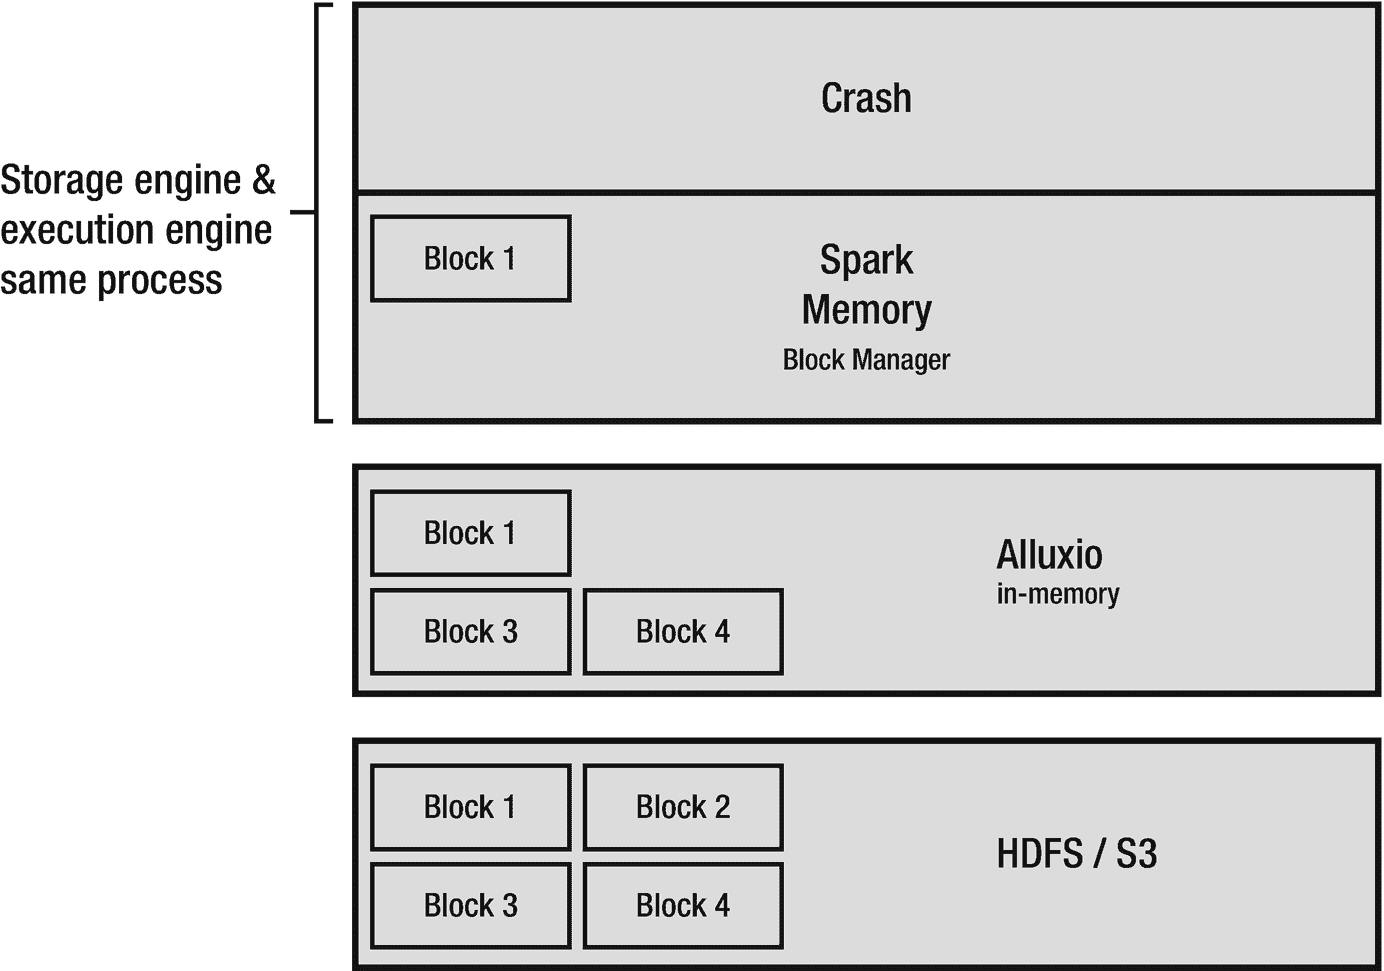 Crash
Storage engine &
execution engine
same process
Block 1
Spark
Memory
Block Manager
Block 1
Alluxio
in-memory
Block 3
Block 4
Block 1
Block 2
HDFS / S3
Block 3
Block 4